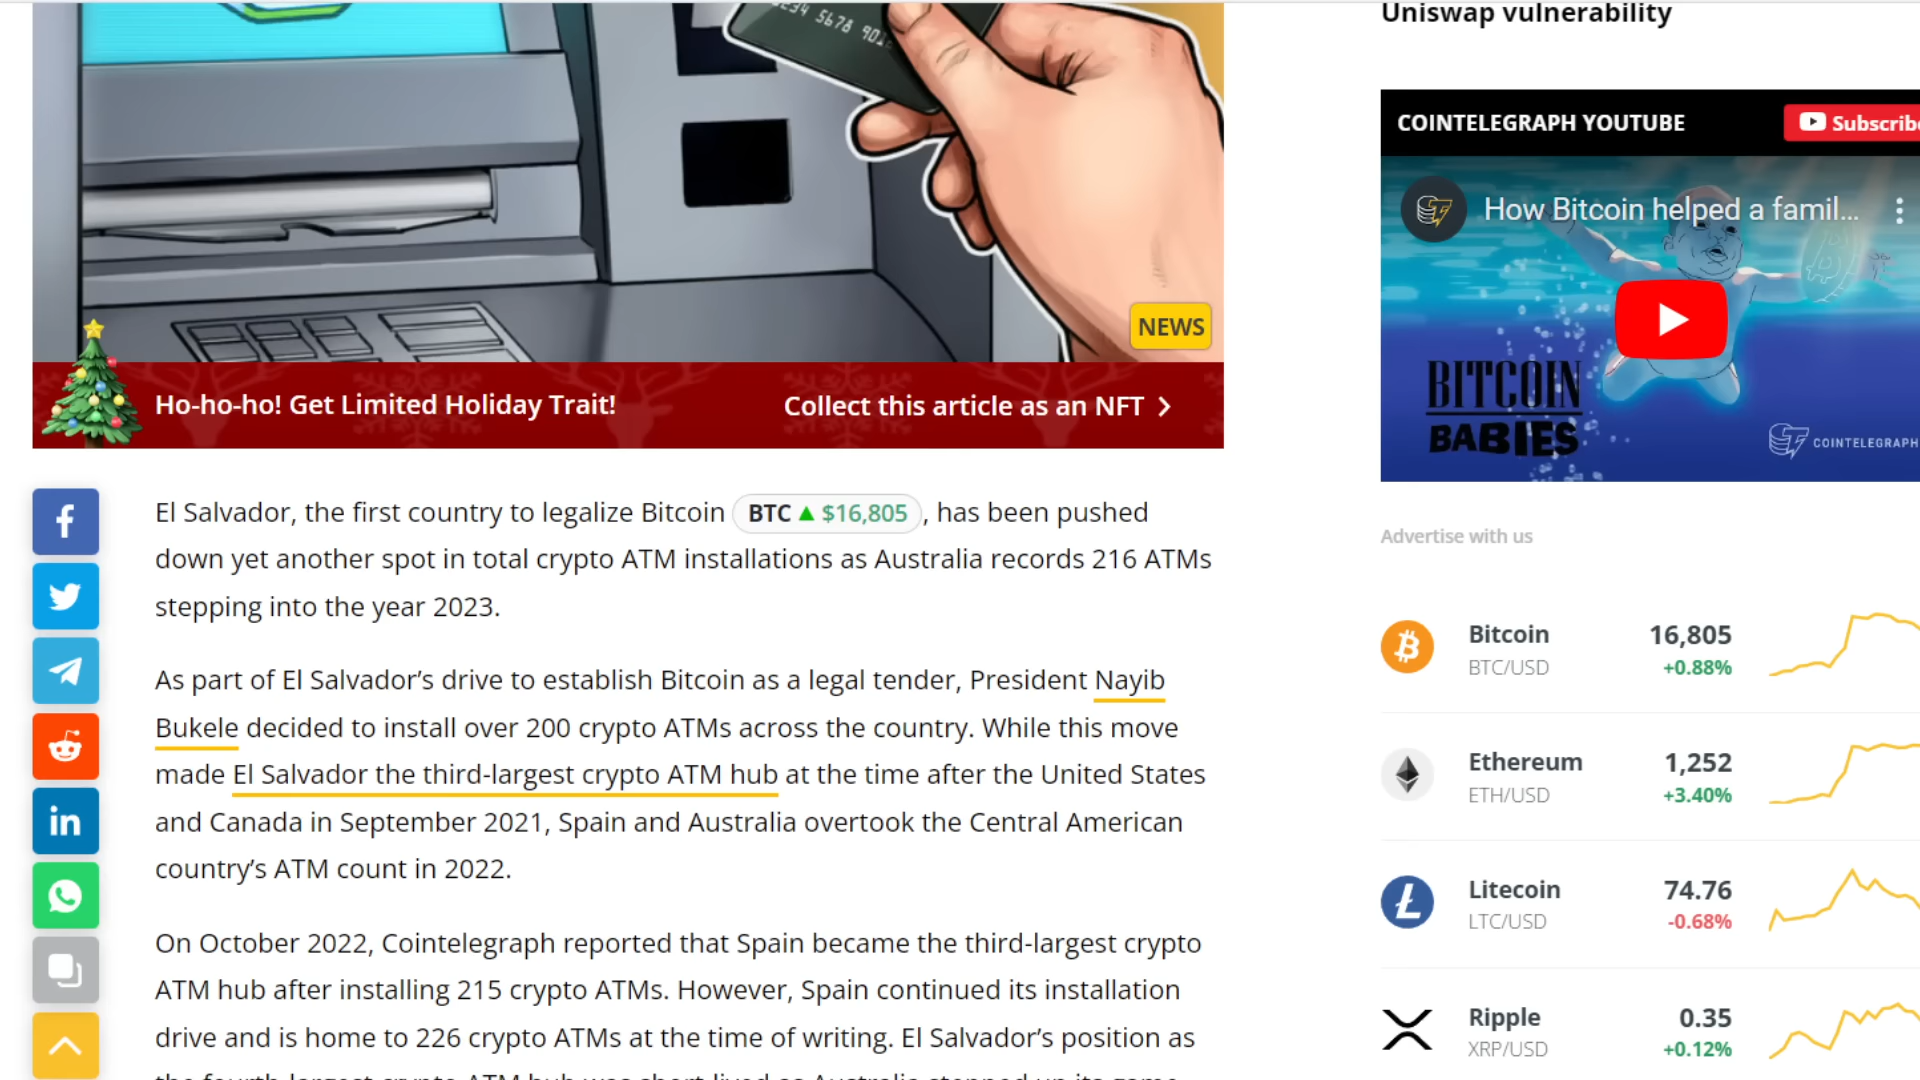 Uniswap vulnerability
5678
NEWS
Ho-ho-ho! Get Limited Holiday Trait!
Collect this article as an NFT
El Salvador, the first country to legalize Bitcoin BTC ▲ $16,805 , has been pushed
down yet another spot in total crypto ATM installations as Australia records 216 ATMs
stepping into the year 2023.
As part of El Salvador’s drive to establish Bitcoin as a legal tender, President Nayib
Bukele decided to install over 200 crypto ATMs across the country. While this move
made El Salvador the third-largest crypto ATM hub at the time after the United States
and Canada in September 2021, Spain and Australia overtook the Central American
country’s ATM count in 2022.
On October 2022, Cointelegraph reported that Spain became the third-largest crypto
ATM hub after installing 215 crypto ATMs. However, Spain continued its installation
drive and is home to 226 crypto ATMs at the time of writing. El Salvador’s position as
COINTELEGRAPH YOUTUBE
Subscribe
How Bitcoin helped a famil...
BITCOIN
BABIES
COINTELEGRAPH
Advertise with us
Bitcoin 16,805
BTC/USD +0.88%
Ethereum 1,252
ETH/USD +3.40%
Litecoin 74.76
LTC/USD -0.68%
Ripple 0.35
XRP/USD +0.12%